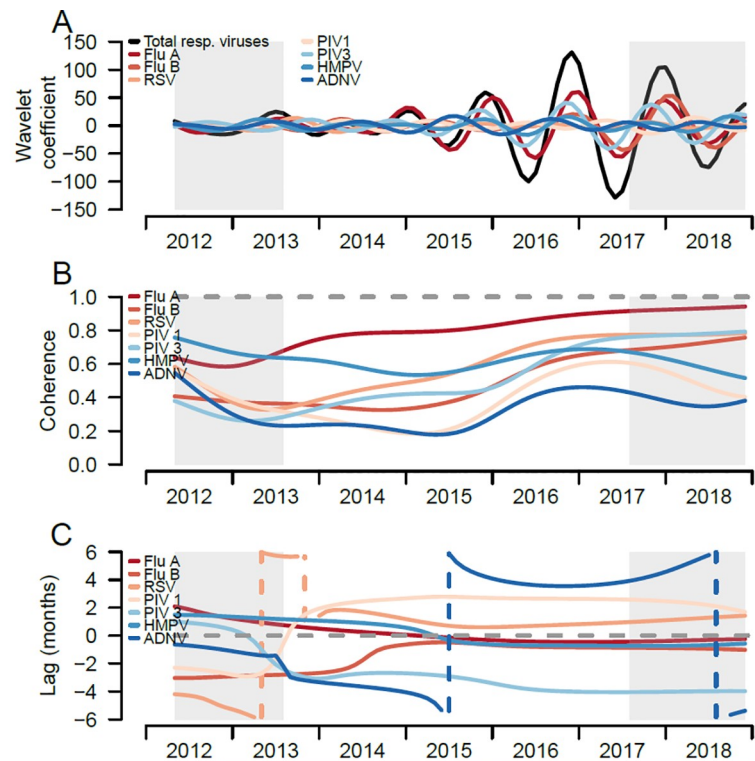 A
Wavelet
coefficient
150
100
50
0
−50
−100
−150
Total resp. viruses
Flu A
Flu B
RSV
PIV1
PIV3
HMPV
ADNV
2012 2013 2014 2015 2016 2017 2018
B
Coherence
1.0
0.8
0.6
0.4
0.2
0.0
Flu A
Flu B
RSV
PIV 1
PIV 3
HMPV
ADNV
2012 2013 2014 2015 2016 2017 2018
C
Lag (months)
6
4
2
0
−2
−4
−6
Flu A
Flu B
RSV
PIV 1
PIV 3
HMPV
ADNV
2012 2013 2014 2015 2016 2017 2018